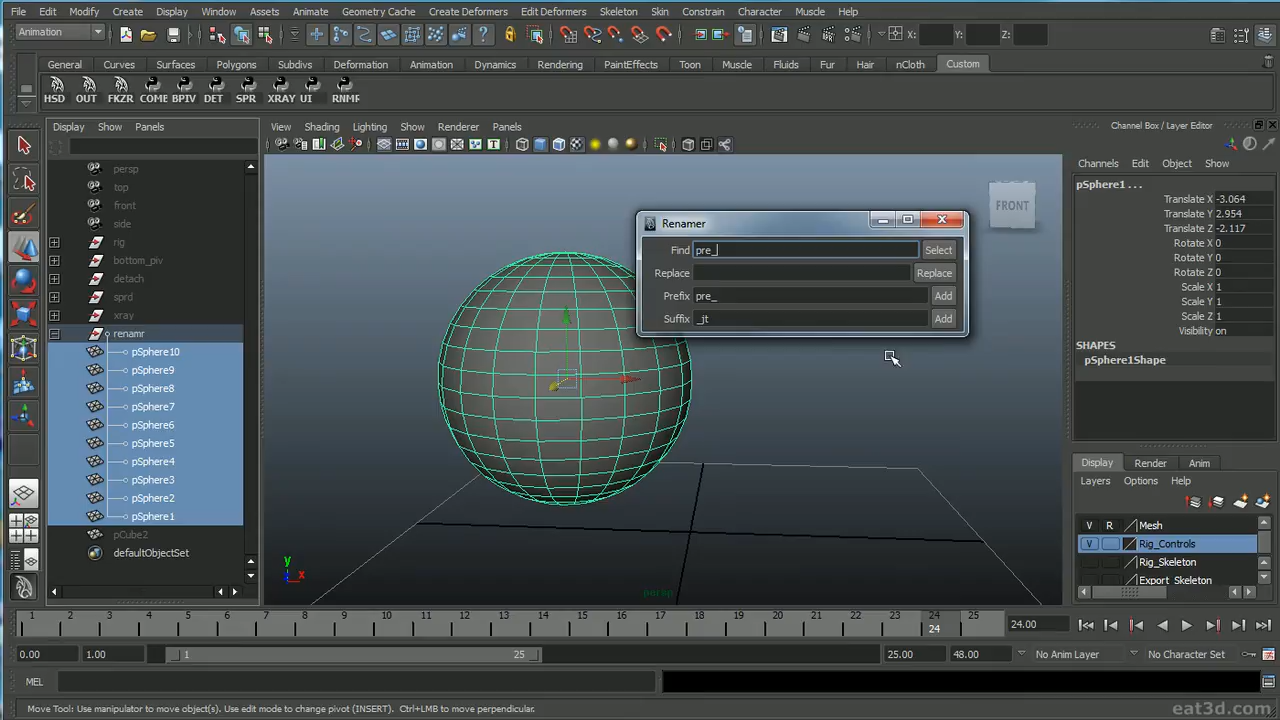 File Edit Modify Create Display Window Assets Animate Geometry Cache Create Deformers Edit Deformers Skeleton Skin Constrain Character Muscle Help
Animation X: Y: Z:
General Curves Surfaces Polygons Subdivs Deformation Animation Dynamics Rendering PaintEffects Toon Muscle Fluids Fur Hair nCloth Custom
HSD OUT FKZR COME BPIV DET SPR XRAY UI RNMR
Display Show Panels
View Shading Lighting Show Renderer Panels
Channel Box / Layer Editor
Channels Edit Object Show
persp
top
front
side
rig
bottom_piv
detach
sprd
xray
renamr
pSphere10
pSphere9
pSphere8
pSphere7
pSphere6
pSphere5
pSphere4
pSphere3
pSphere2
pSphere1
pCube2
defaultObjectSet
FRONT
Renamer
Find pre_ Select
Replace Replace
Prefix pre_ Add
Suffix _jt Add
y
x
persp
pSphere1 ...
Translate X -3.064
Translate Y 2.954
Translate Z -2.117
Rotate X 0
Rotate Y 0
Rotate Z 0
Scale X 1
Scale Y 1
Scale Z 1
Visibility on
SHAPES
pSphere1Shape
Display Render Anim
Layers Options Help
V R Mesh
V Rig_Controls
Rig_Skeleton
Export_Skeleton
1 2 3 4 5 6 7 8 9 10 11 12 13 14 15 16 17 18 19 20 21 22 23 24 25
24
24.00
0.00 1.00 1 25 25.00 48.00 No Anim Layer No Character Set
MEL
Move Tool: Use manipulator to move object(s). Use edit mode to change pivot (INSERT). Ctrl+LMB to move perpendicular.
eat3d.com